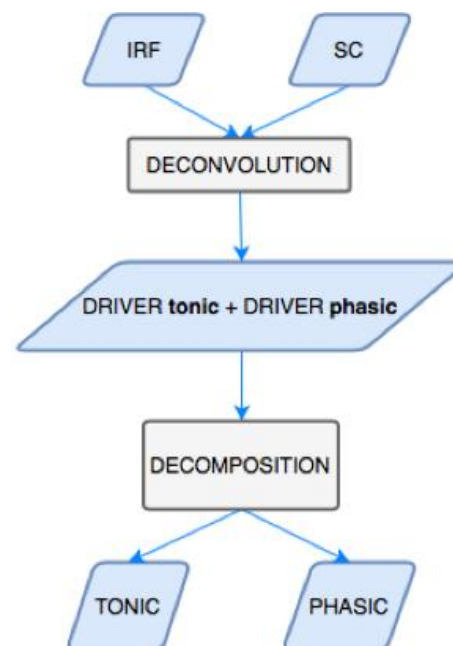 IRF
SC
DECONVOLUTION
DRIVER tonic + DRIVER phasic
DECOMPOSITION
TONIC
PHASIC